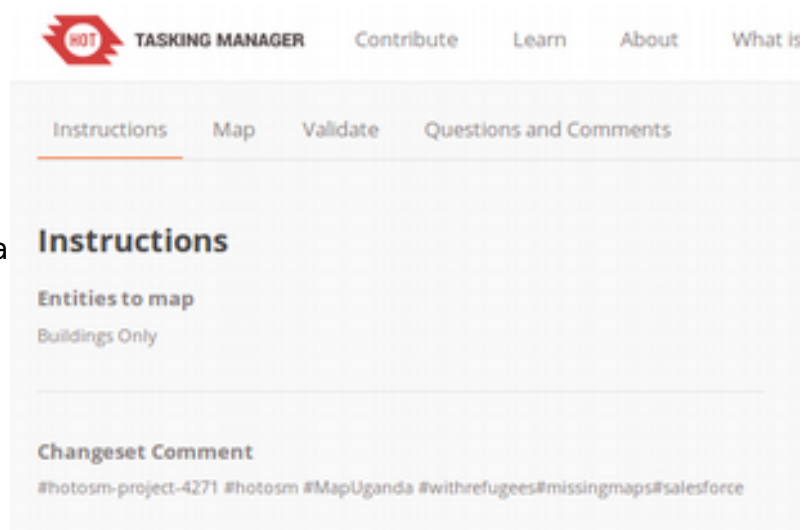 HOT TASKING MANAGER Contribute Learn About What is
Instructions Map Validate Questions and Comments
Instructions
a
Entities to map
Buildings Only
Changeset Comment
#hotosm-project-4271 #hotosm #MapUganda #withrefugees#missingmaps#salesforce